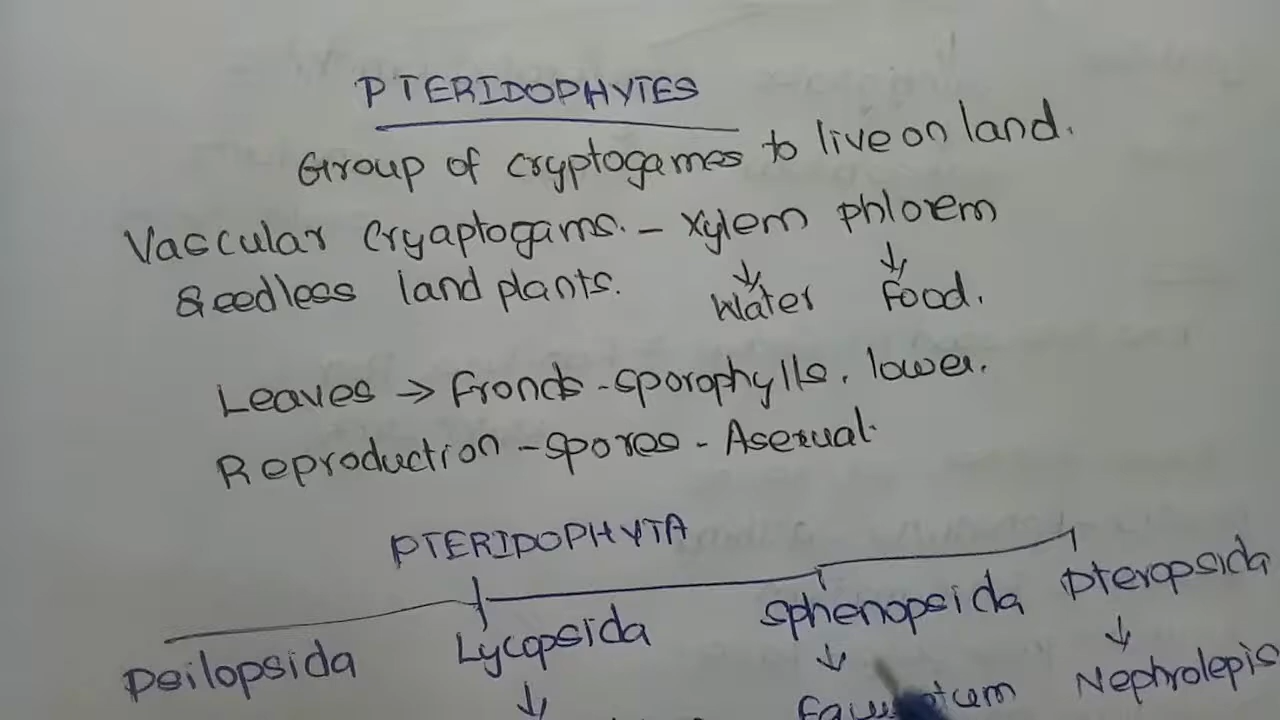 PTERIDOPHYTES
Group of cryptogames to live on land.
Vascular Cryaptogams. - Xylem phloem
Seedless land plants. Water Food.
Leaves → Fronds - sporophylls, lower.
Reproduction - spores - Asexual.
PTERIDOPHYTA
Psilopsida Lycopsida Sphenopsida Pteropsida
Nephrolepis